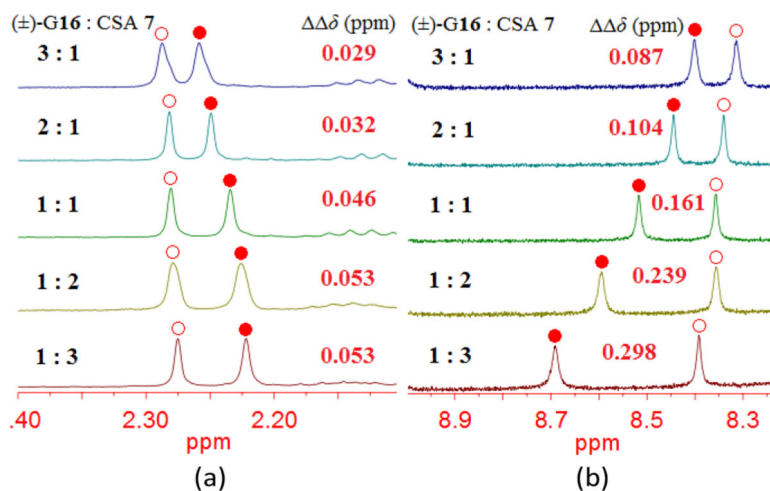 (±)-G16 : CSA 7 ΔΔδ (ppm)
3 : 1 0.029
2 : 1 0.032
1 : 1 0.046
1 : 2 0.053
1 : 3 0.053
.40 2.30 2.20
ppm
(a)
(±)-G16 : CSA 7 ΔΔδ (ppm)
3 : 1 0.087
2 : 1 0.104
1 : 1 0.161
1 : 2 0.239
1 : 3 0.298
8.9 8.7 8.5 8.3
ppm
(b)